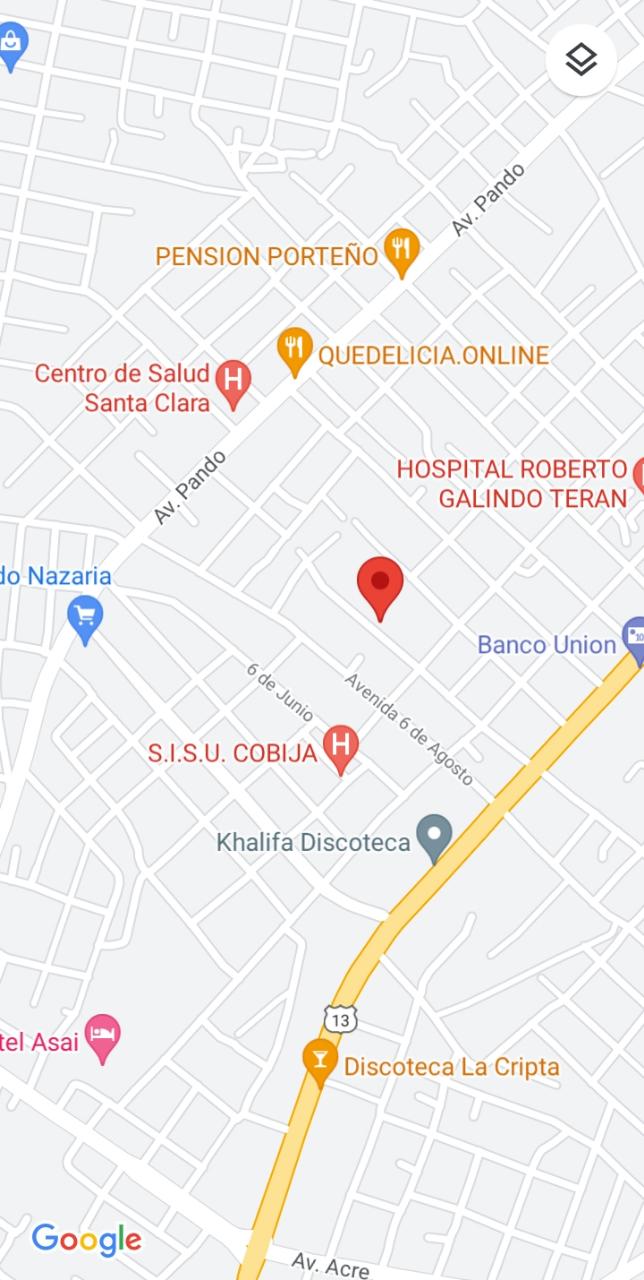 Av. Pando
PENSION PORTEÑO
QUEDELICIA.ONLINE
Centro de Salud
Santa Clara
HOSPITAL ROBERTO
GALINDO TERAN
Av. Pando
do Nazaria
Banco Union
6 de Junio
Avenida 6 de Agosto
S.I.S.U. COBIJA
Khalifa Discoteca
13
tel Asai
Discoteca La Cripta
Google
Av. Acre